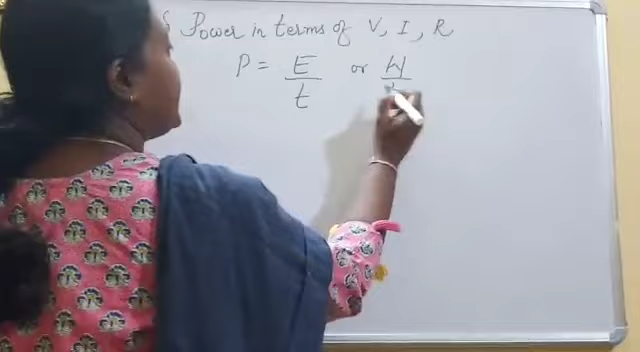 Power in terms of V, I, R
P = E/t or W/t